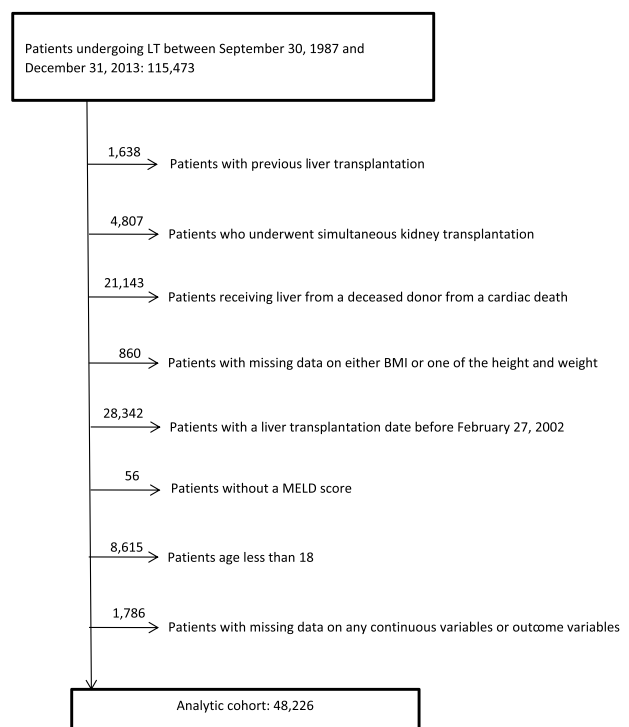 Patients undergoing LT between September 30, 1987 and
December 31, 2013: 115,473
1,638
Patients with previous liver transplantation
4,807
Patients who underwent simultaneous kidney transplantation
21,143
Patients receiving liver from a deceased donor from a cardiac death
860
Patients with missing data on either BMI or one of the height and weight
28,342
Patients with a liver transplantation date before February 27, 2002
56
Patients without a MELD score
8,615
Patients age less than 18
1,786
Patients with missing data on any continuous variables or outcome variables
Analytic cohort: 48,226